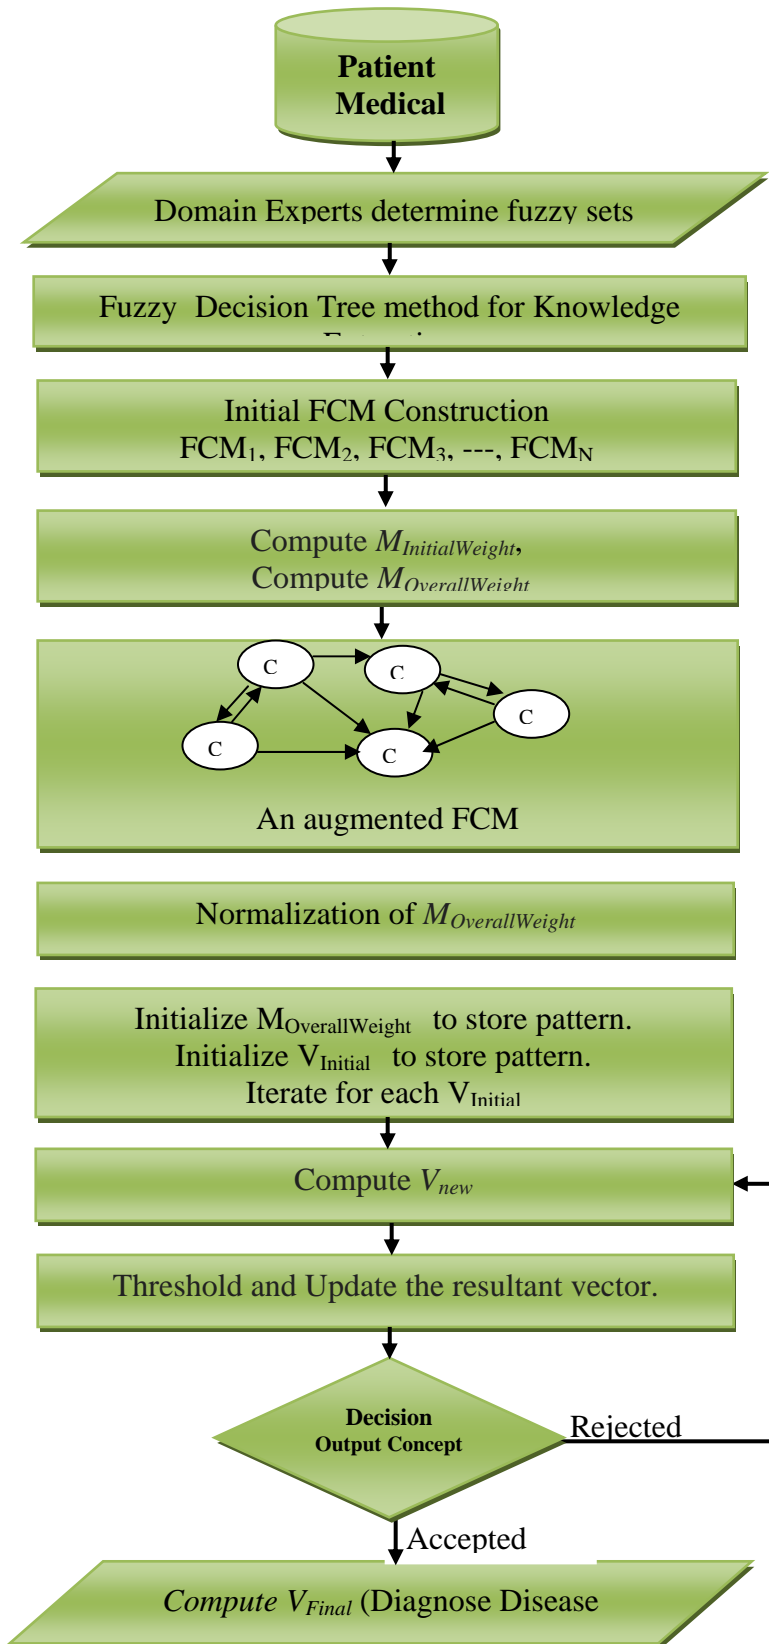 Patient
Medical
Domain Experts determine fuzzy sets
Fuzzy Decision Tree method for Knowledge
Initial FCM Construction
FCM1, FCM2, FCM3, ---, FCMN
Compute MInitialWeight,
Compute MOverallWeight
C
C
C
C
C
An augmented FCM
Normalization of MOverallWeight
Initialize MOverallWeight to store pattern.
Initialize VInitial to store pattern.
Iterate for each VInitial
Compute Vnew
Threshold and Update the resultant vector.
Decision
Output Concept
Rejected
Accepted
Compute VFinal (Diagnose Disease